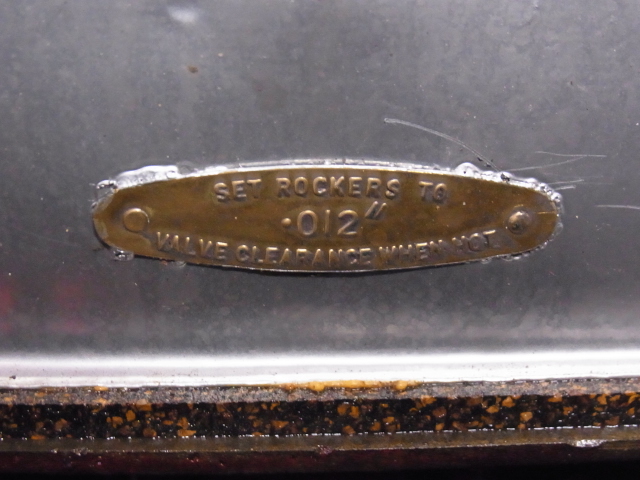 SET ROCKERS TO
·012"
VALVE CLEARANCE WHEN HOT